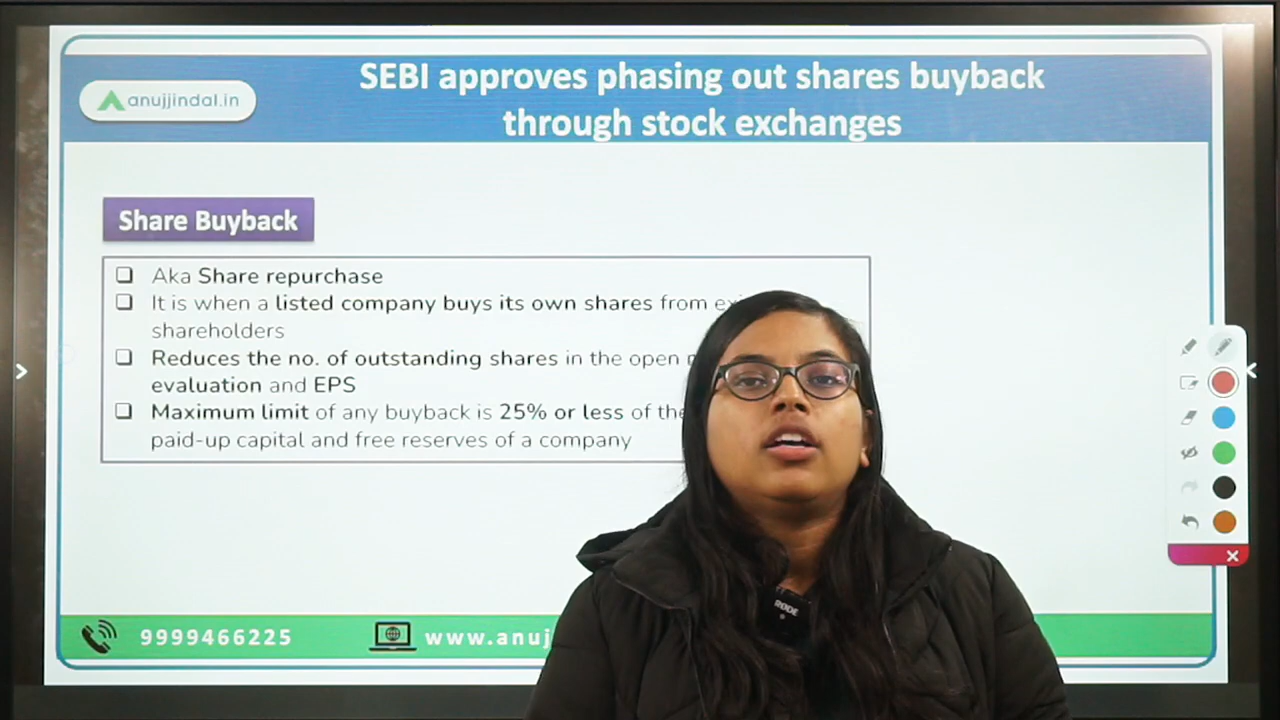 SEBI approves phasing out shares buyback
through stock exchanges
anujjindal.in
Share Buyback
Aka Share repurchase
It is when a listed company buys its own shares from
shareholders
Reduces the no. of outstanding shares in the open
evaluation and EPS
Maximum limit of any buyback is 25% or less of the
paid-up capital and free reserves of a company
9999466225
RØDE